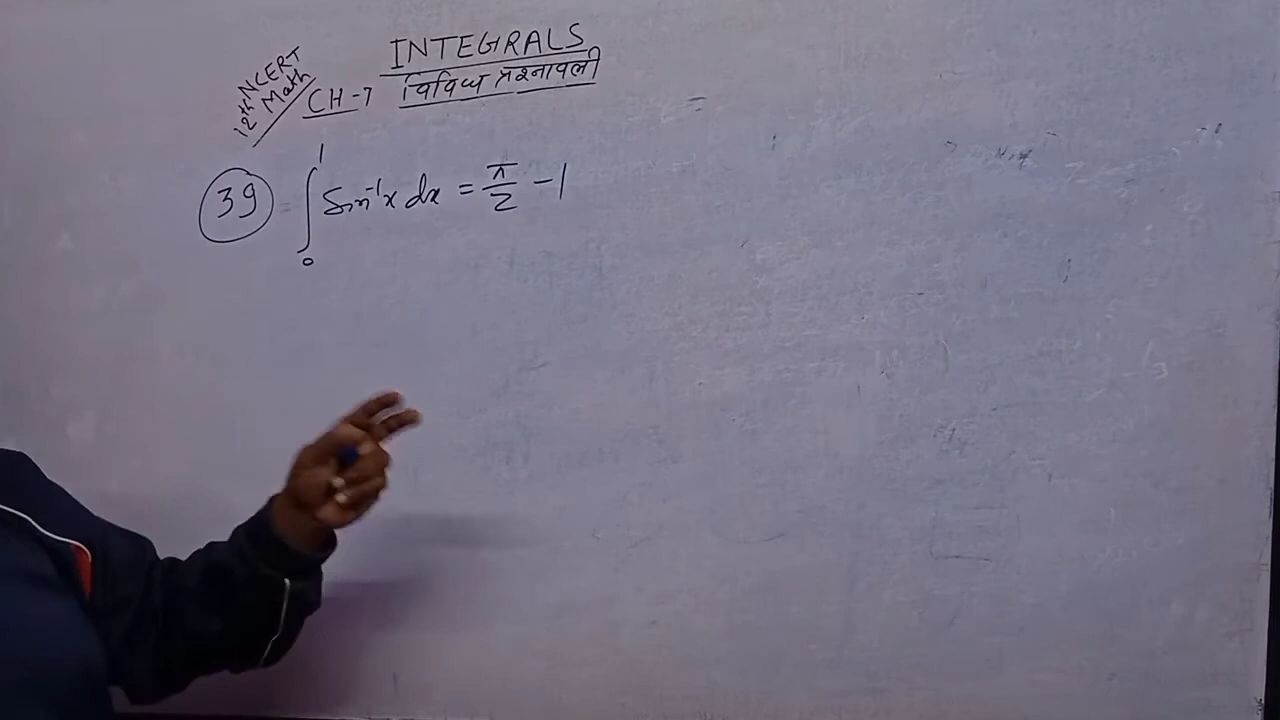 INTEGRALS
12th NCERT
Math
CH-7 विविध प्रश्नावली
39 ∫₀¹ Sin⁻¹x dx = π/2 - 1